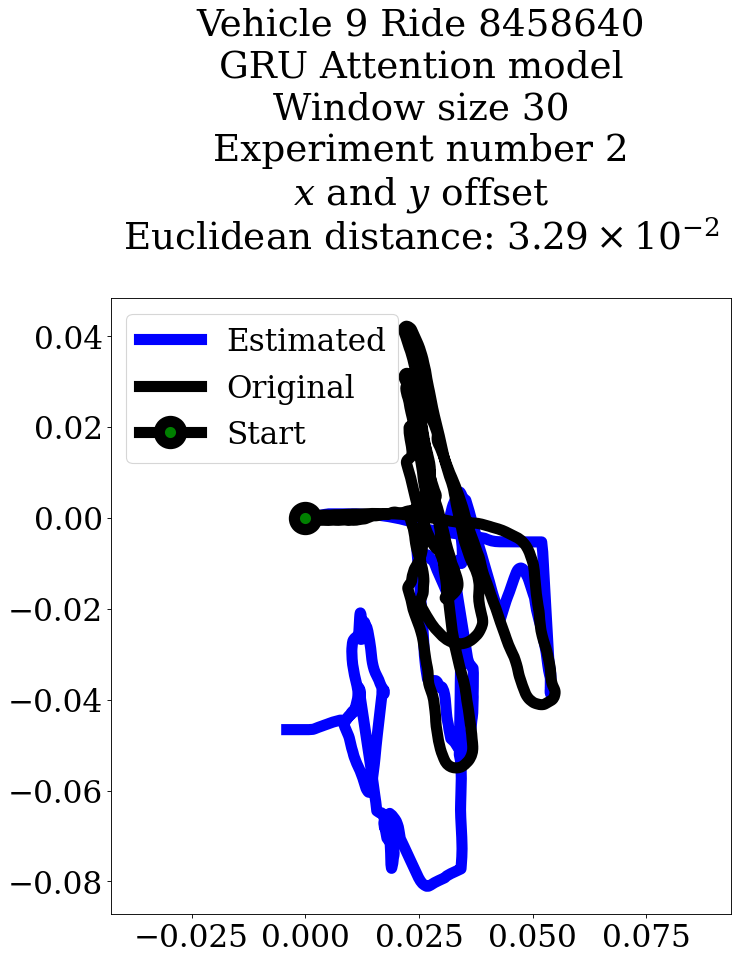 Vehicle 9 Ride 8458640
GRU Attention model
Window size 30
Experiment number 2
x and y offset
Euclidean distance: 3.29 × 10⁻²
Estimated
Original
Start
0.04
0.02
0.00
−0.02
−0.04
−0.06
−0.08
−0.025 0.000 0.025 0.050 0.075